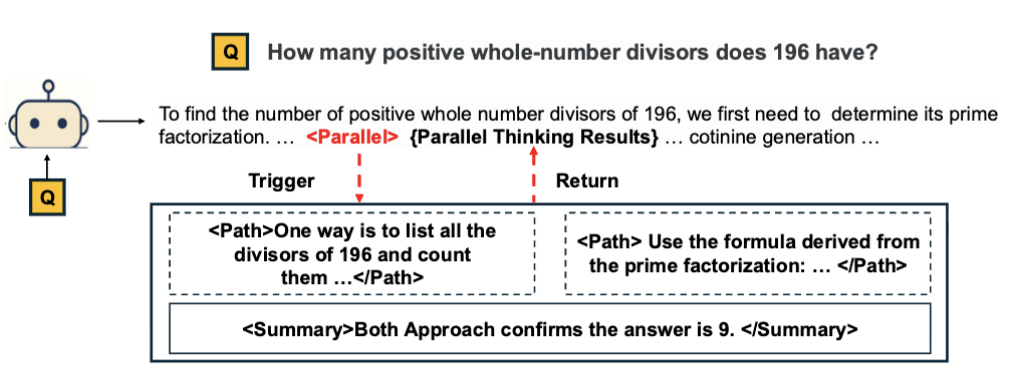 Q How many positive whole-number divisors does 196 have?
To find the number of positive whole number divisors of 196, we first need to determine its prime
factorization. … <Parallel> {Parallel Thinking Results} … cotinine generation …
Trigger
Return
Q
<Path>One way is to list all the
divisors of 196 and count
them …</Path>
<Path> Use the formula derived from
the prime factorization: … </Path>
<Summary>Both Approach confirms the answer is 9. </Summary>